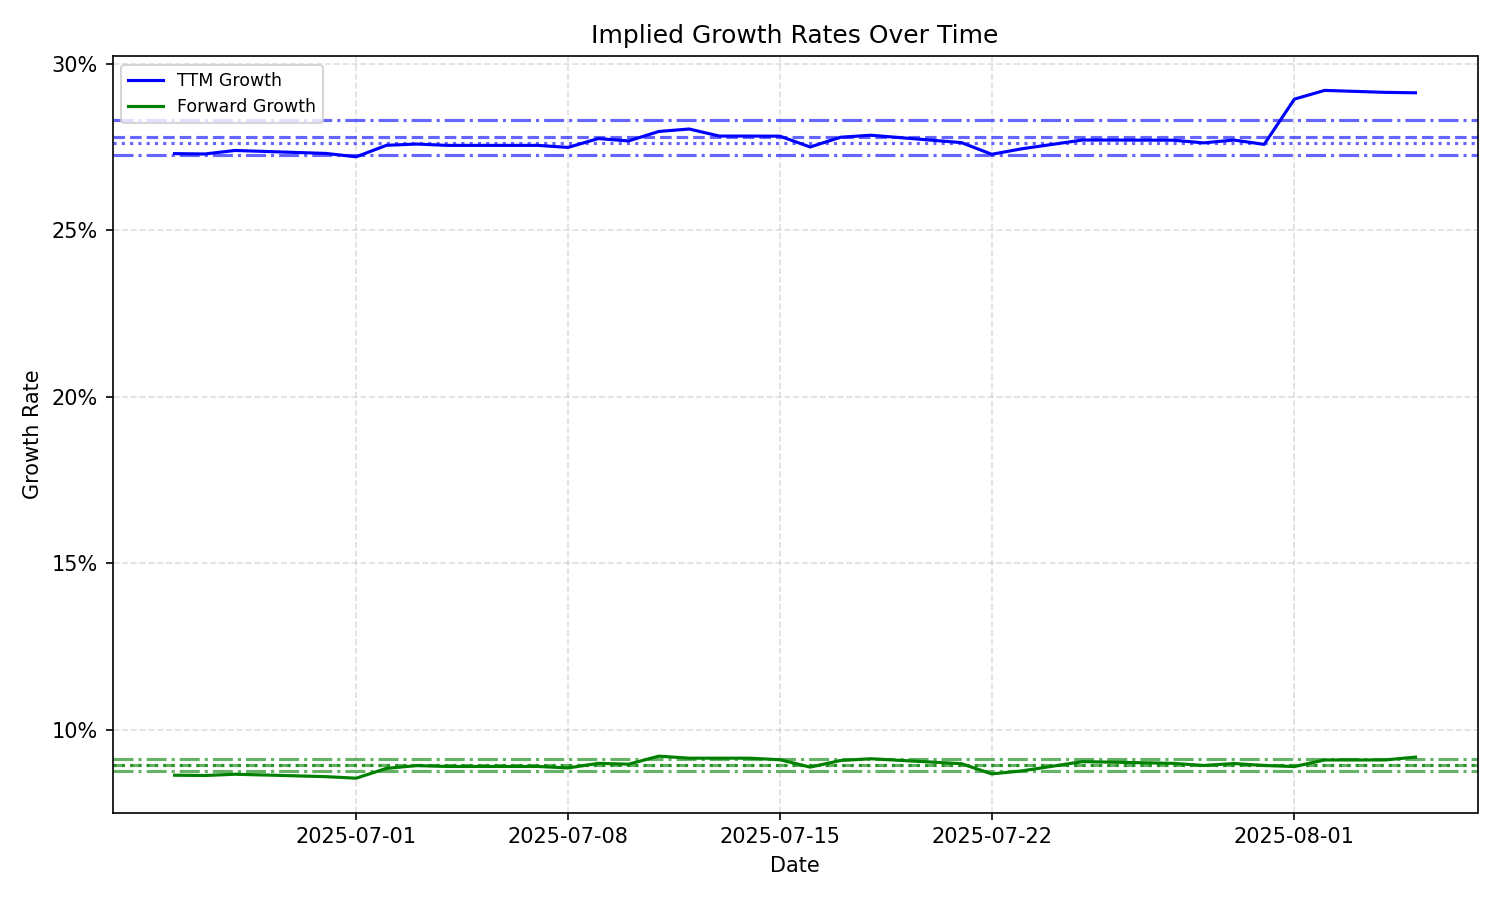 Implied Growth Rates Over Time
TTM Growth
Forward Growth
30%
25%
20%
15%
10%
Growth Rate
2025-07-01
2025-07-08
2025-07-15
2025-07-22
2025-08-01
Date